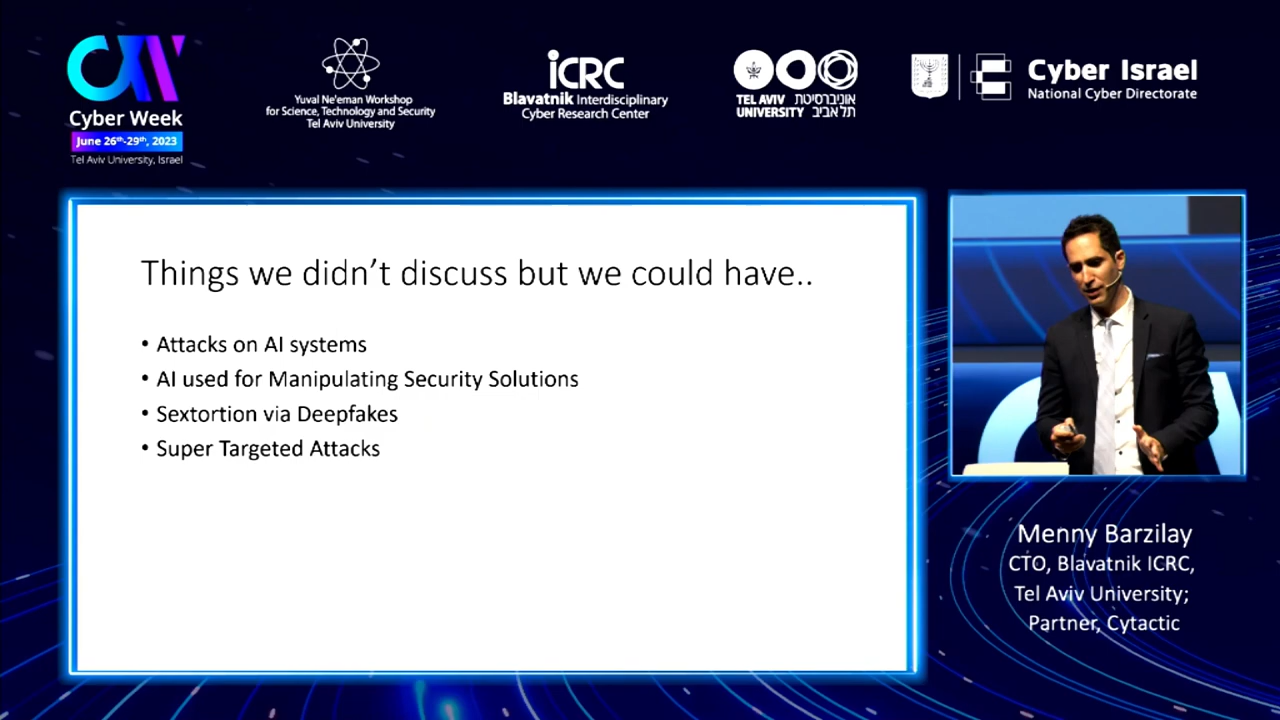 Cyber Week
June 26th-29th, 2023
Tel Aviv University, Israel
Yuval Ne'eman Workshop
for Science, Technology and Security
Tel Aviv University
iCRC
Blavatnik Interdisciplinary
Cyber Research Center
TEL AVIV אוניברסיטת
UNIVERSITY תל אביב
Cyber Israel
National Cyber Directorate
Things we didn't discuss but we could have..
• Attacks on AI systems
• AI used for Manipulating Security Solutions
• Sextortion via Deepfakes
• Super Targeted Attacks
Menny Barzilay
CTO, Blavatnik ICRC,
Tel Aviv University;
Partner, Cytactic